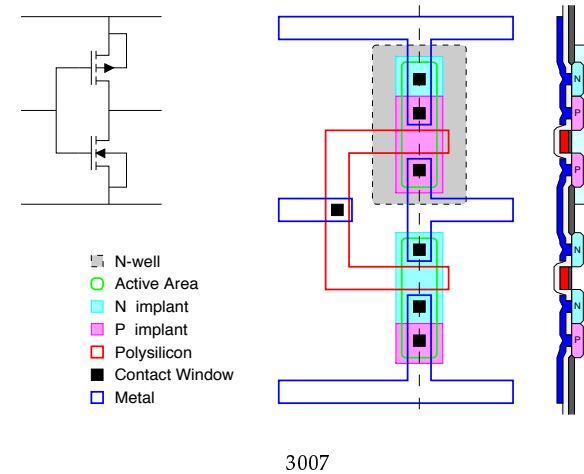 N
P
P
N-well
Active Area
N implant
P implant
Polysilicon
Contact Window
Metal
N
N
P
3007